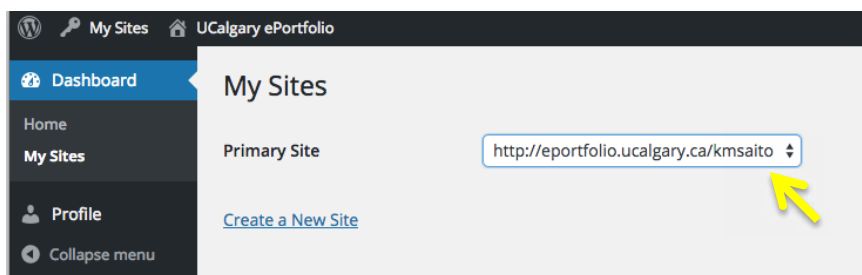 My Sites UCalgary ePortfolio
Dashboard
My Sites
Home
My Sites
Primary Site http://eportfolio.ucalgary.ca/kmsaito
Profile
Create a New Site
Collapse menu